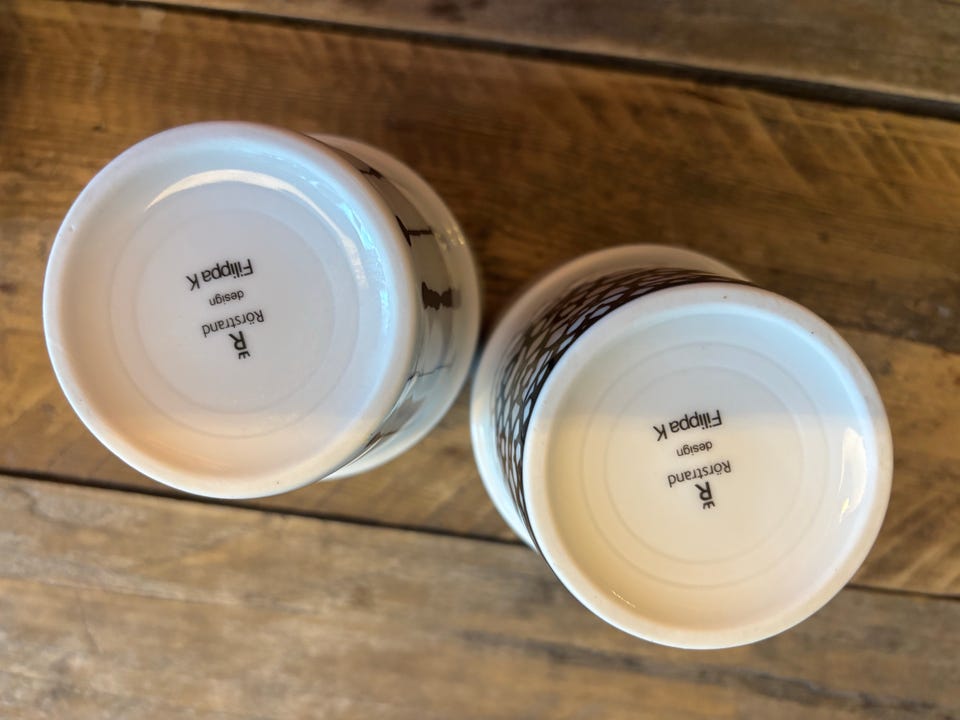 R
Rörstrand
design
Filippa K
R
Rörstrand
design
Filippa K